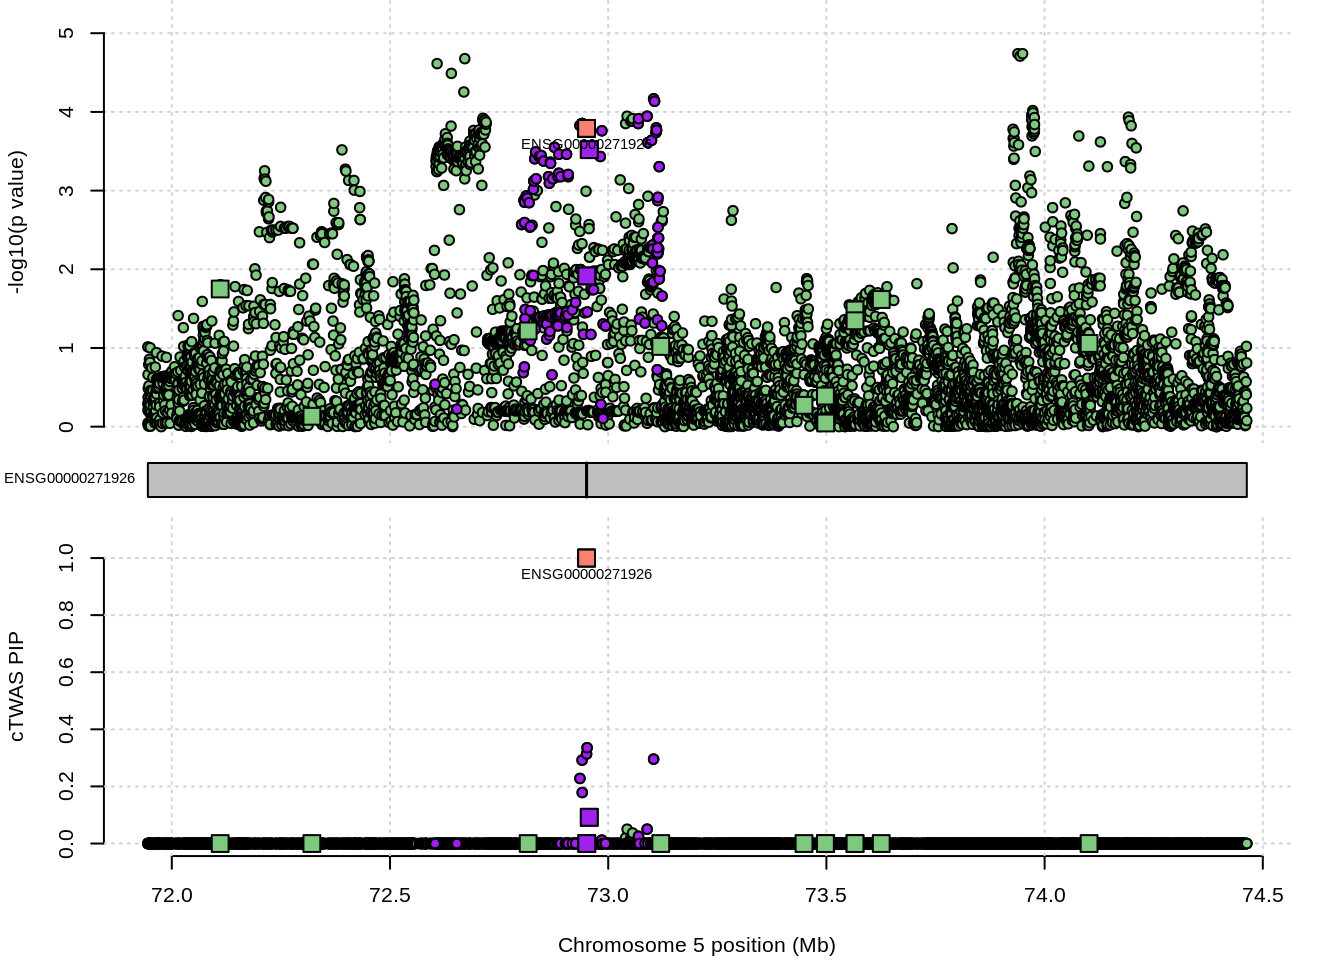 5
4
3
2
1
0
-log10(p value)
ENSG00000271926
ENSG00000271926
1.0
0.8
0.6
0.4
0.2
0.0
cTWAS PIP
ENSG00000271926
72.0 72.5 73.0 73.5 74.0 74.5
Chromosome 5 position (Mb)